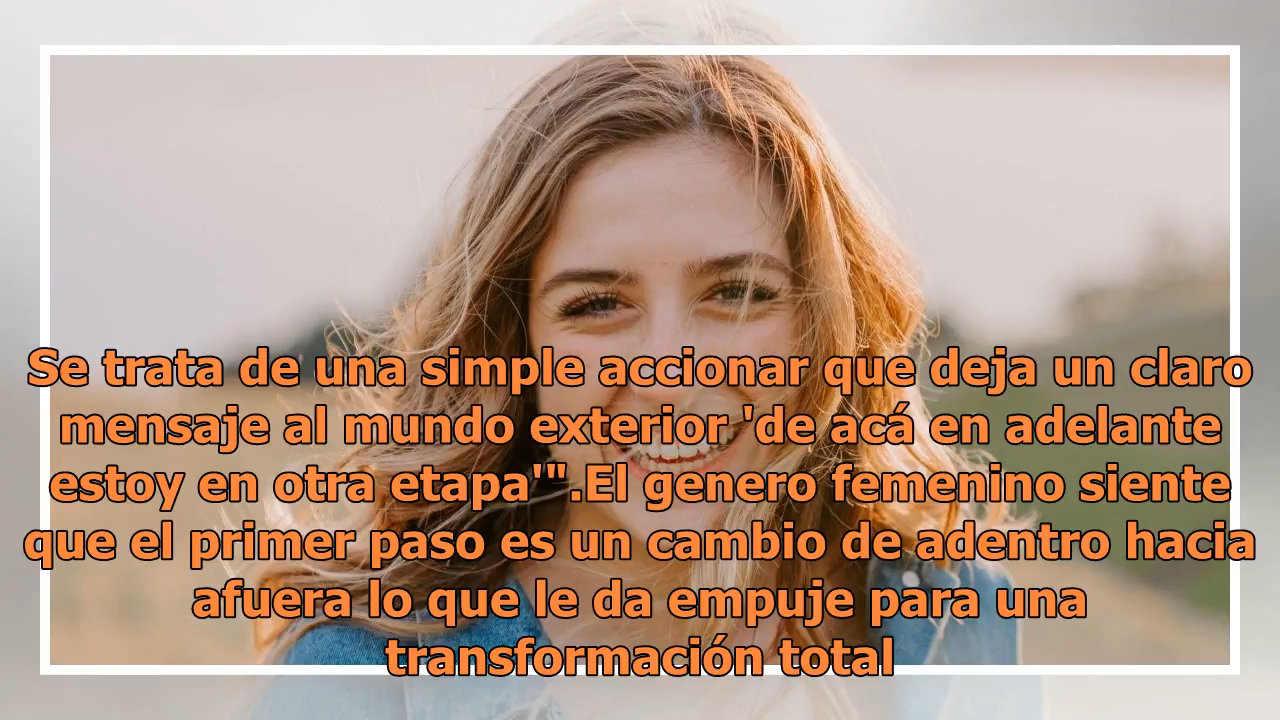 Se trata de una simple accionar que deja un claro
mensaje al mundo exterior 'de acá en adelante
estoy en otra etapa'".El genero femenino siente
que el primer paso es un cambio de adentro hacia
afuera lo que le da empuje para una
transformación total